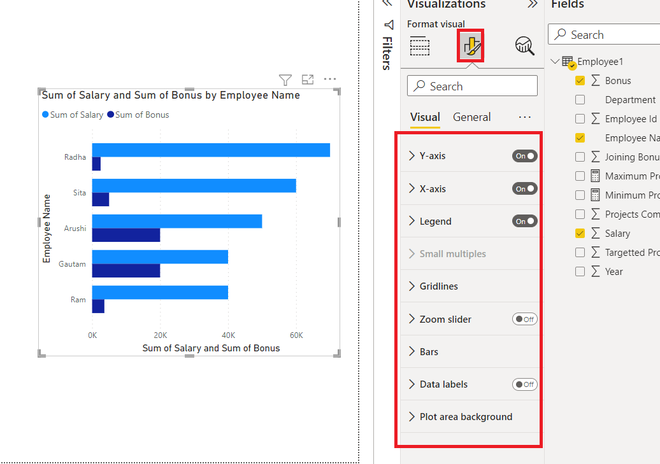 Sum of Salary and Sum of Bonus by Employee Name
Sum of Salary
Sum of Bonus
Employee Name
Radha
Sita
Arushi
Gautam
Ram
0K
20K
40K
60K
Sum of Salary and Sum of Bonus
Filters
Visualizations
Format visual
Search
Visual
General
Y-axis
On
X-axis
On
Legend
On
Small multiples
Gridlines
Zoom slider
Off
Bars
Data labels
Off
Plot area background
Fields
Search
Employee1
Bonus
Department
Employee Id
Employee Na
Joining Bonu
Maximum Pro
Minimum Pro
Projects Com
Salary
Targetted Pro
Year